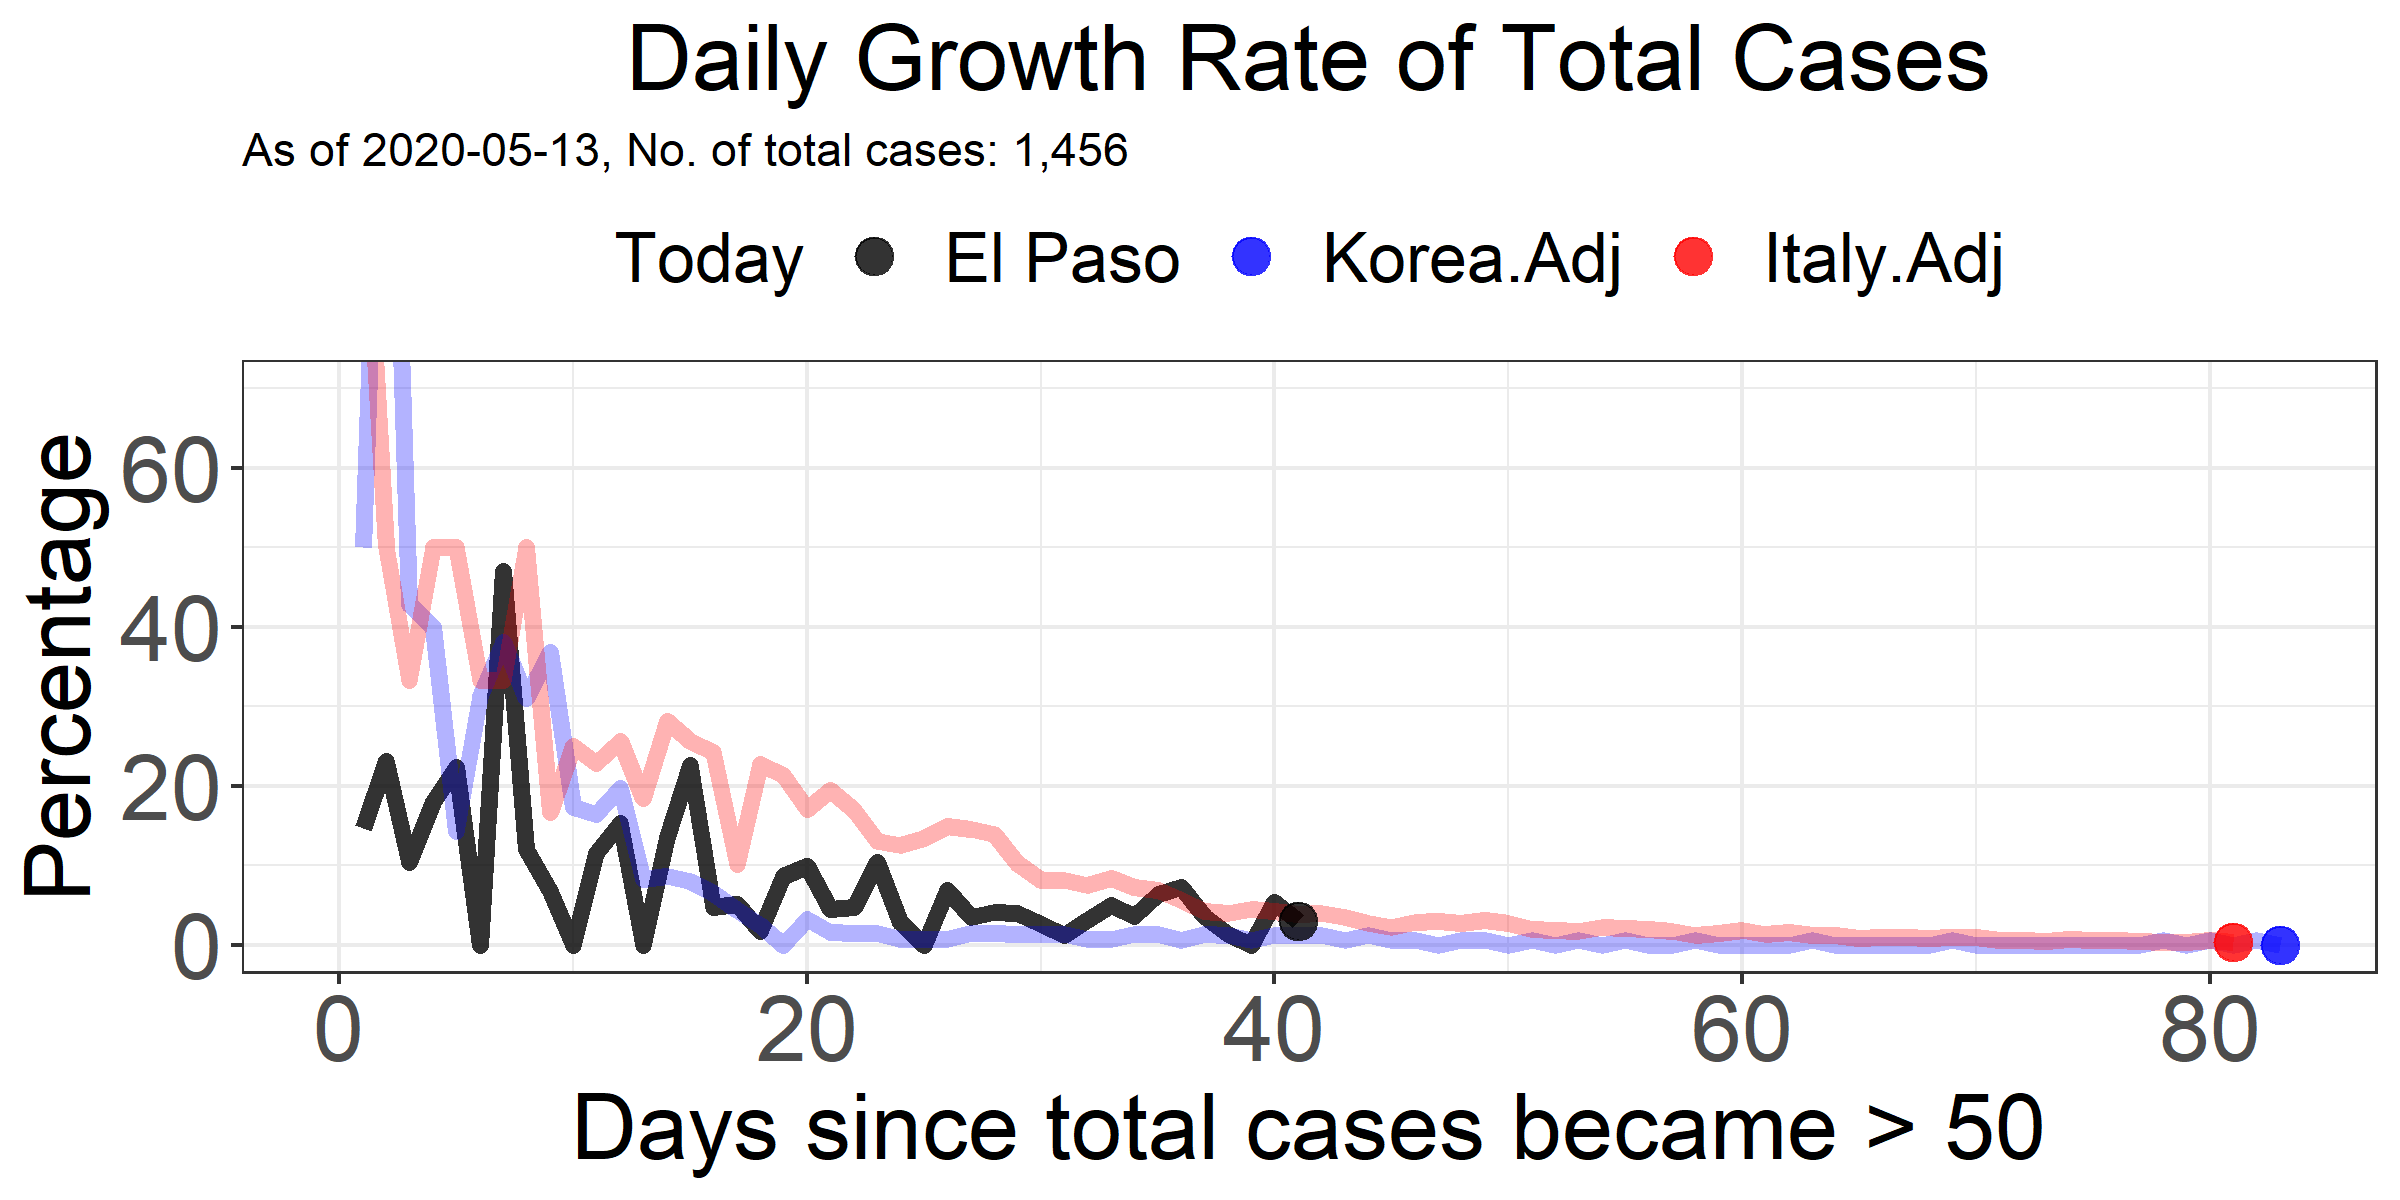 Daily Growth Rate of Total Cases
As of 2020-05-13, No. of total cases: 1,456
Today El Paso Korea.Adj Italy.Adj
Percentage
60
40
20
0
0 20 40 60 80
Days since total cases became > 50